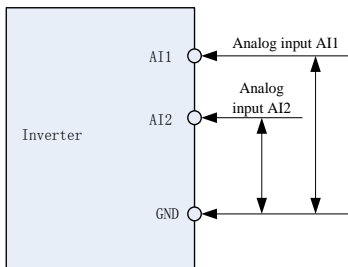 Analog input AI1
AI1
Analog
input AI2
AI2
Inverter
GND